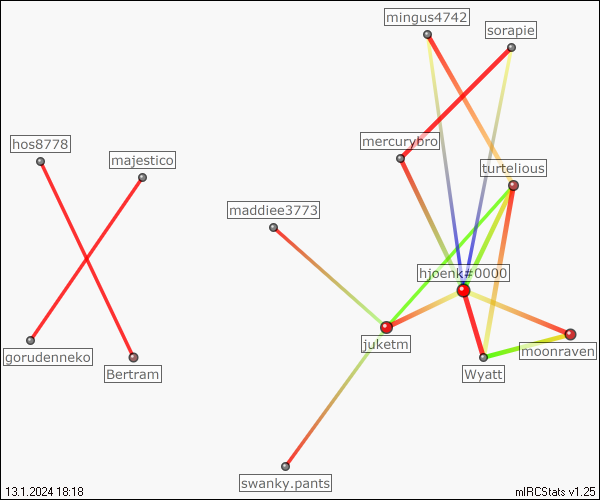 mingus4742
sorapie
hos8778
mercurybro
majestico
turtelious
maddiee3773
hjoenk#0000
juketm
moonraven
gorudenneko
Bertram
Wyatt
swanky.pants
13.1.2024 18:18
mIRCStats v1.25